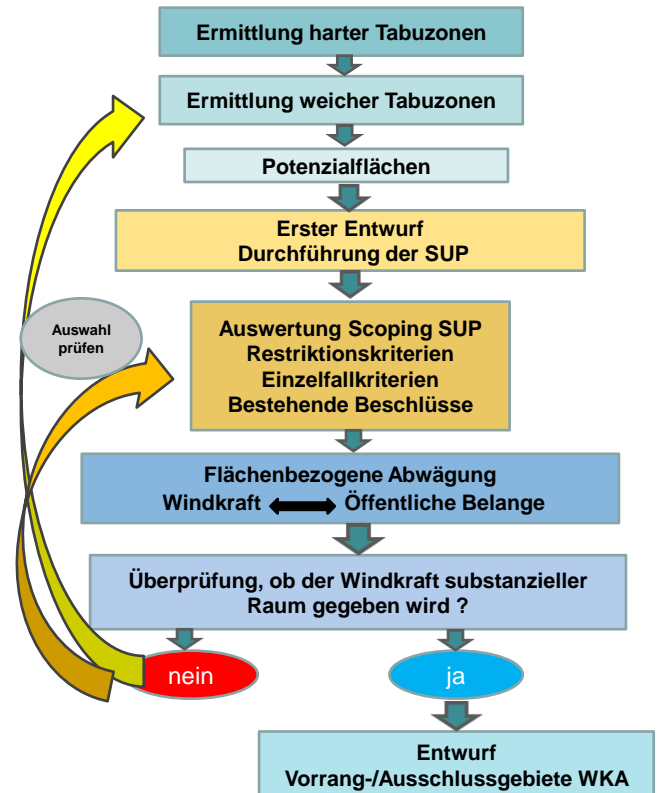 Ermittlung harter Tabuzonen
Ermittlung weicher Tabuzonen
Potenzialflächen
Erster Entwurf
Durchführung der SUP
Auswahl
prüfen
Auswertung Scoping SUP
Restriktionskriterien
Einzelfallkriterien
Bestehende Beschlüsse
Flächenbezogene Abwägung
Windkraft Öffentliche Belange
Überprüfung, ob der Windkraft substanzieller
Raum gegeben wird ?
nein
ja
Entwurf
Vorrang-/Ausschlussgebiete WKA